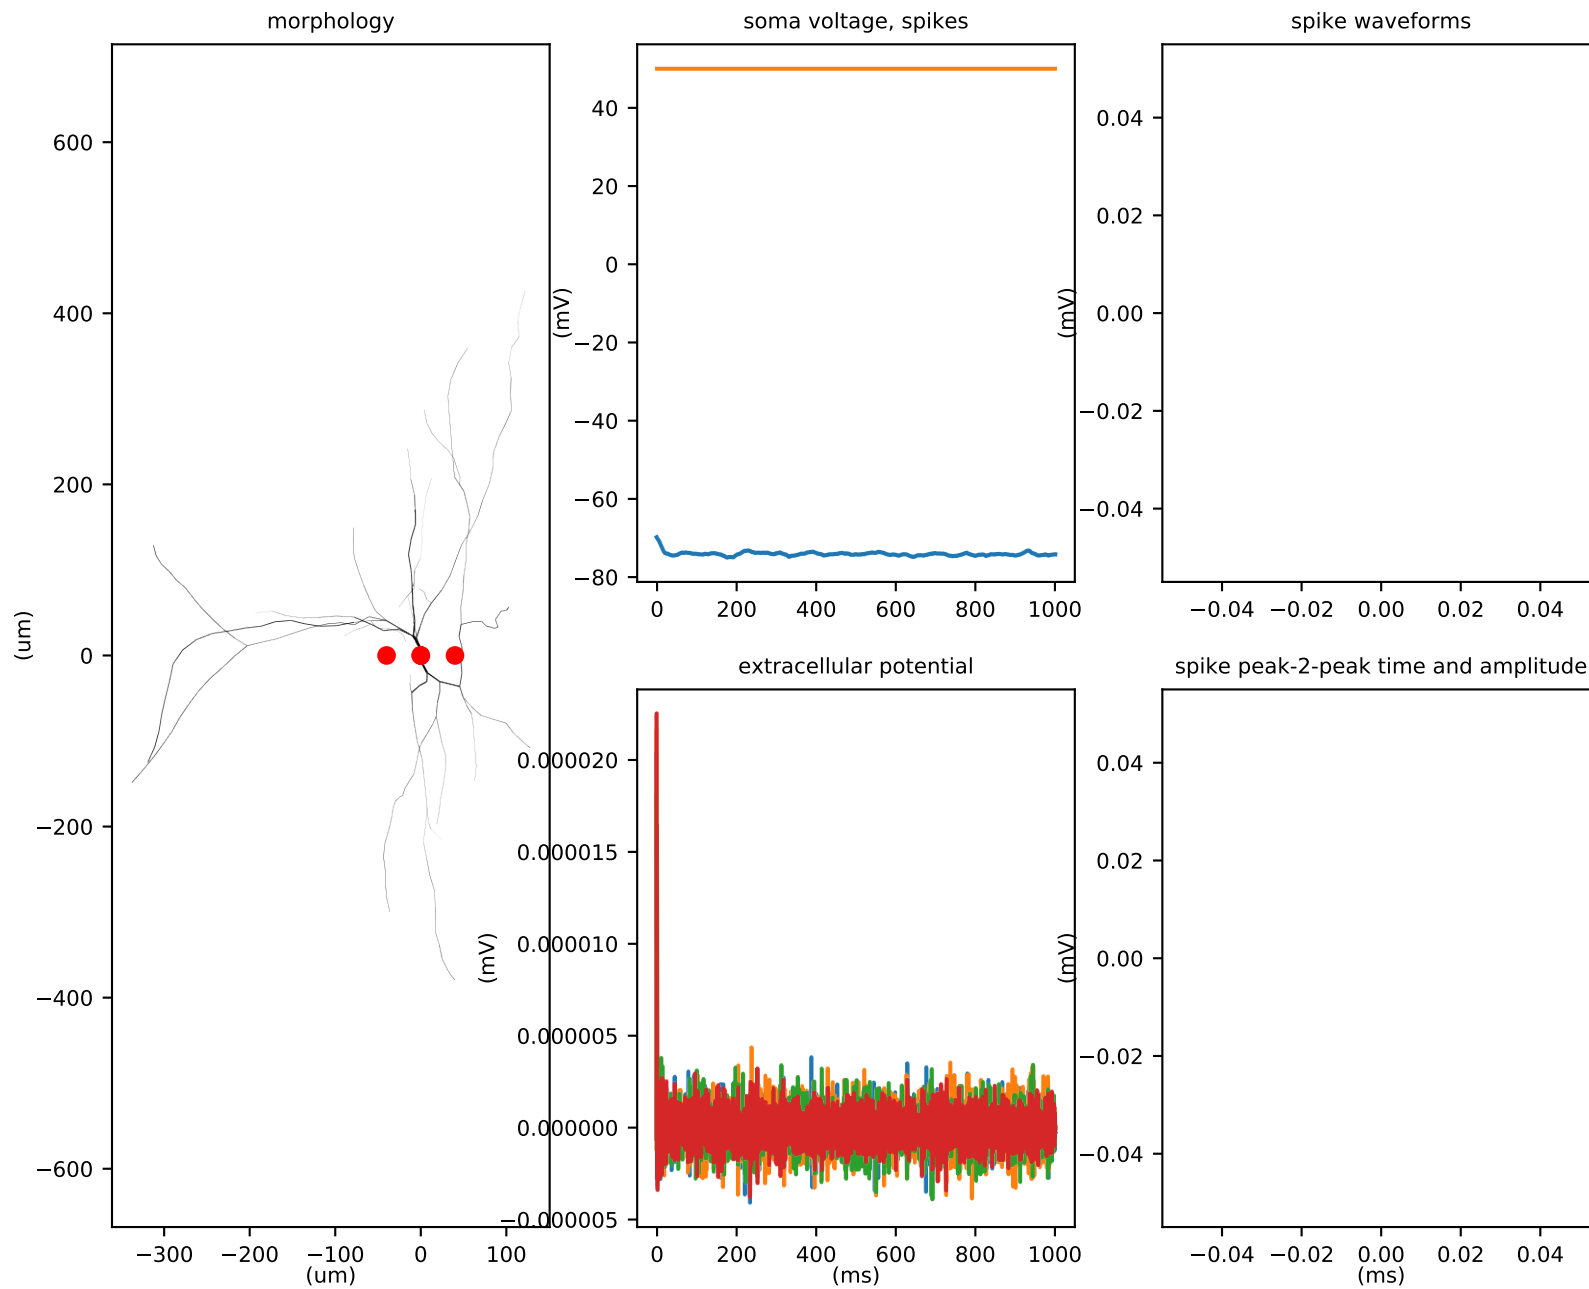 morphology
600
400
200
0
−200
−400
−600
(um)
−300 −200 −100 0 100
(um)
soma voltage, spikes
40
20
0
−20
−40
−60
−80
(mV)
0 200 400 600 800 1000
spike waveforms
0.04
0.02
0.00
−0.02
−0.04
(mV)
−0.04 −0.02 0.00 0.02 0.04
extracellular potential
0.000020
0.000015
0.000010
0.000005
0.000000
−0.000005
(mV)
0 200 400 600 800 1000
(ms)
spike peak-2-peak time and amplitude
0.04
0.02
0.00
−0.02
−0.04
(mV)
−0.04 −0.02 0.00 0.02 0.04
(ms)